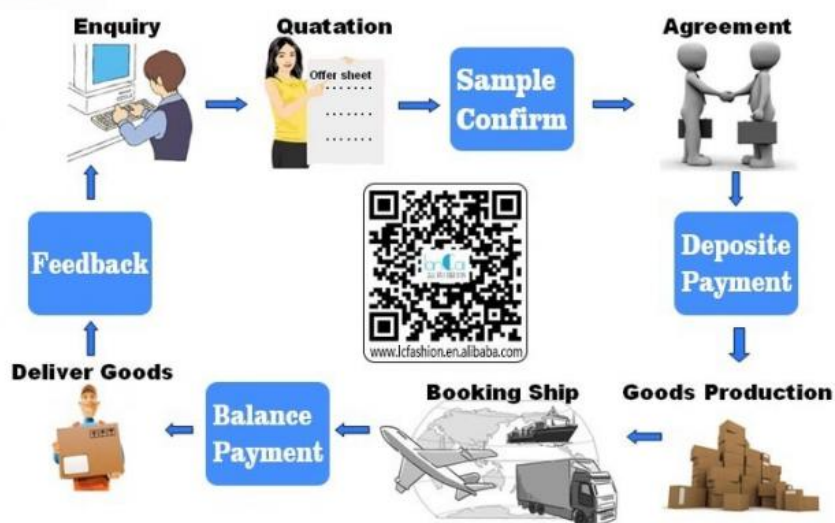 Enquiry
Quatation
Agreement
Offer sheet
Sample
Confirm
Feedback
Deposite
Payment
www.lcfashion.en.alibaba.com
Deliver Goods
Balance
Payment
Booking Ship
Goods Production